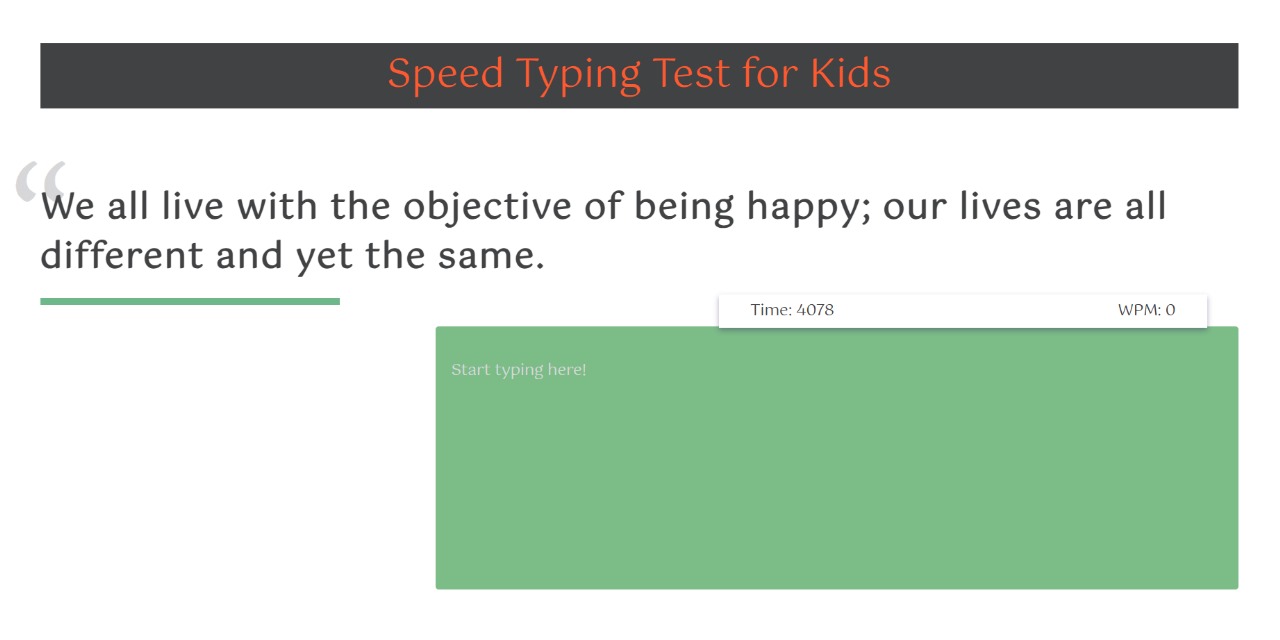 Speed Typing Test for Kids
“
We all live with the objective of being happy; our lives are all
different and yet the same.
Time: 4078
WPM: 0
Start typing here!